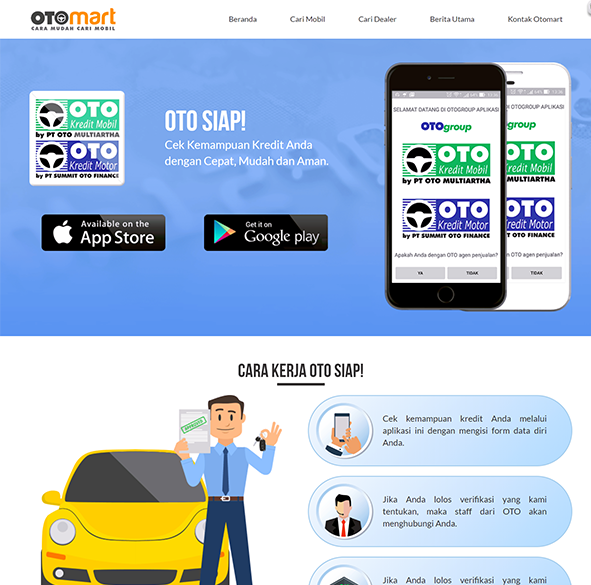 OTOmart
CARA MUDAH CARI MOBIL
Beranda
Cari Mobil
Cari Dealer
Berita Utama
Kontak Otomart
OTO
Kredit Mobil
by PT OTO MULTIARTHA
OTO
Kredit Motor
by PT SUMMIT OTO FINANCE
OTO SIAP!
Cek Kemampuan Kredit Anda
dengan Cepat, Mudah dan Aman.
Available on the
App Store
Get it on
Google play
SELAMAT DATANG DI OTOGROUP APLIKASI
OTOgroup
OTO
Kredit Mobil
by PT OTO MULTIARTHA
OTO
Kredit Motor
by PT SUMMIT OTO FINANCE
Apakah Anda dengan OTO agen penjualan?
YA
TIDAK
DI OTOGROUP APLIKASI
group
TO
Kredit Mobil
MULTIARTHA
TO
Kredit Motor
OTO FINANCE
OTO agen penjualan?
TIDAK
CARA KERJA OTO SIAP!
APPROVED
Cek kemampuan kredit Anda melalui
aplikasi ini dengan mengisi form data diri
Anda.
Jika Anda lolos verifikasi yang kami
tentukan, maka staff dari OTO akan
menghubungi Anda.
Jika Anda lolos verifikasi yang kami